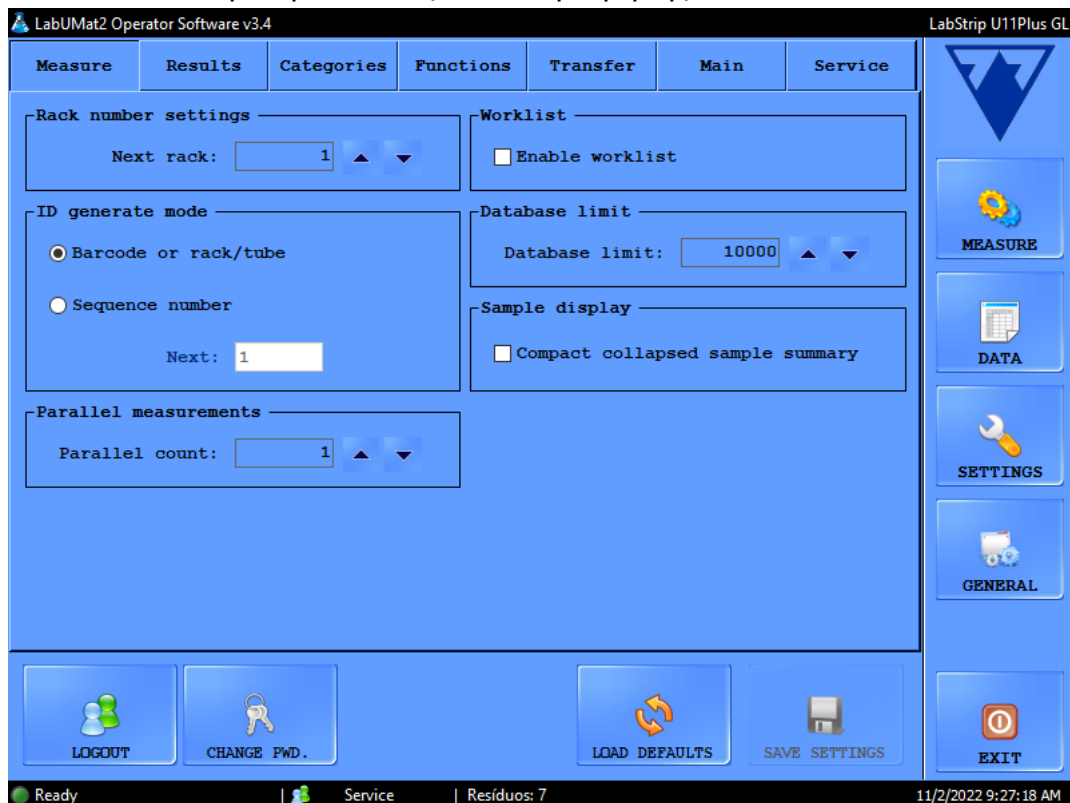 LabUMat2 Operator Software v3.4
LabStrip U11Plus GL
Measure Results Categories Functions Transfer Main Service
Rack number settings
Next rack: 1
ID generate mode
Barcode or rack/tube
Sequence number
Next: 1
Parallel measurements
Parallel count: 1
Worklist
Enable worklist
Database limit
Database limit: 10000
Sample display
Compact collapsed sample summary
MEASURE
DATA
SETTINGS
GENERAL
LOGOUT
CHANGE PWD.
LOAD DEFAULTS
SAVE SETTINGS
EXIT
Ready | Service | Resíduos: 7 11/2/2022 9:27:18 AM